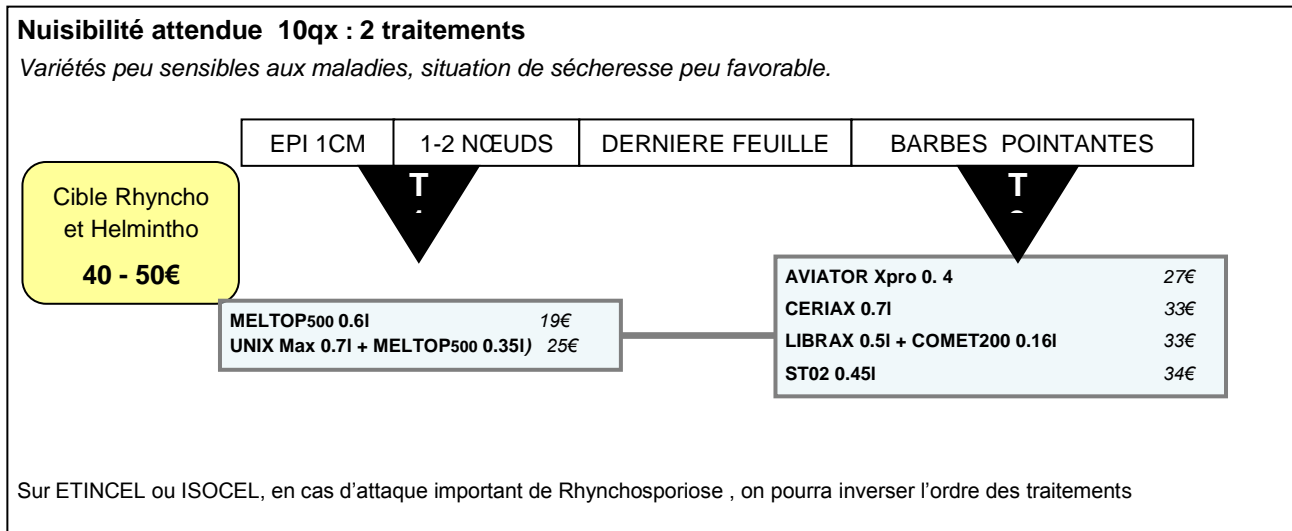 Nuisibilité attendue 10qx : 2 traitements
Variétés peu sensibles aux maladies, situation de sécheresse peu favorable.
EPI 1CM 1-2 NŒUDS DERNIERE FEUILLE BARBES POINTANTES
T
T
Cible Rhyncho
et Helmintho
40 - 50€
MELTOP500 0.6l 19€
UNIX Max 0.7l + MELTOP500 0.35l) 25€
AVIATOR Xpro 0. 4 27€
CERIAX 0.7l 33€
LIBRAX 0.5l + COMET200 0.16l 33€
ST02 0.45l 34€
Sur ETINCEL ou ISOCEL, en cas d’attaque important de Rhynchosporiose , on pourra inverser l’ordre des traitements